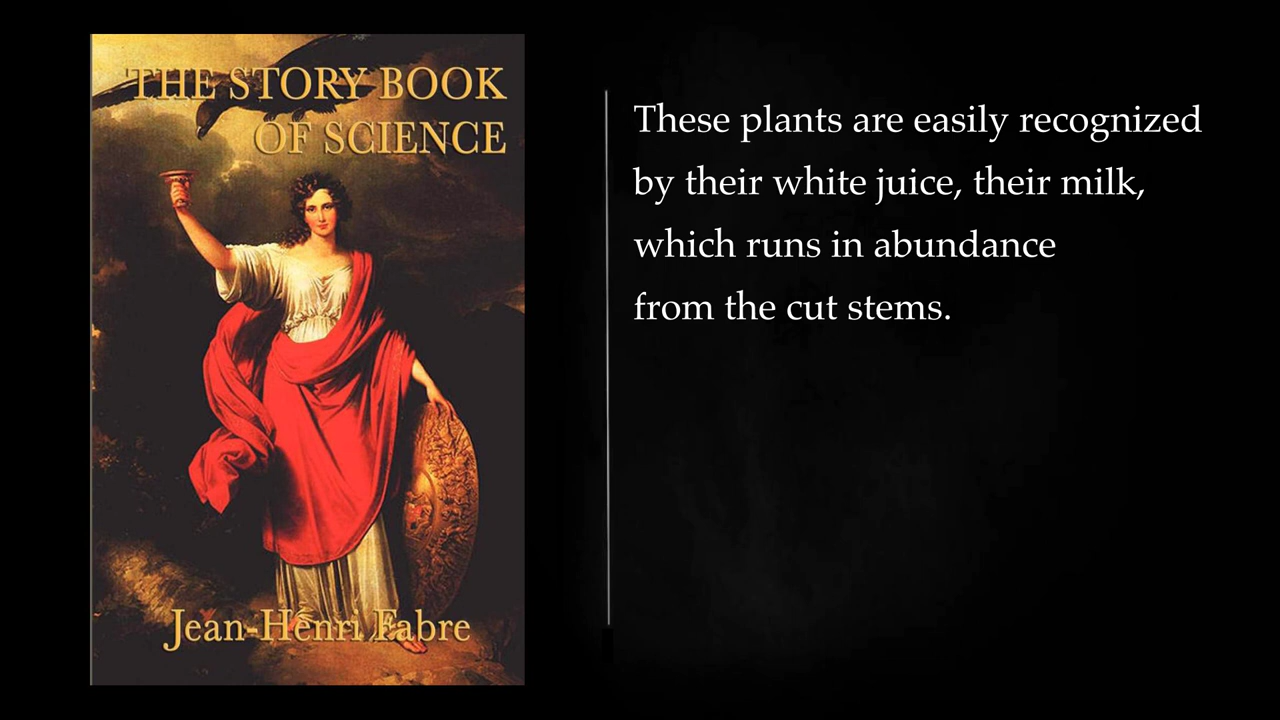 THE STORY BOOK
OF SCIENCE
Jean-Henri Fabre
These plants are easily recognized
by their white juice, their milk,
which runs in abundance
from the cut stems.